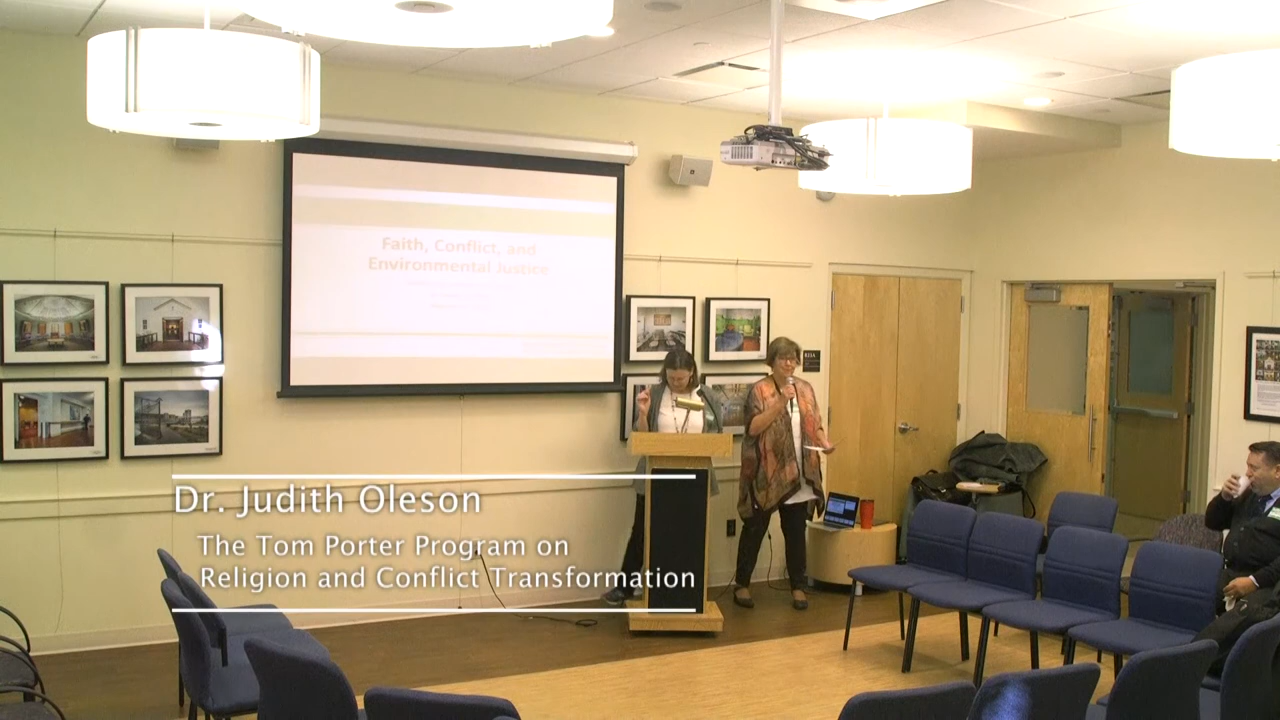 Faith, Conflict, and
Environmental Justice
Dr. Judith Oleson
The Tom Porter Program on
Religion and Conflict Transformation